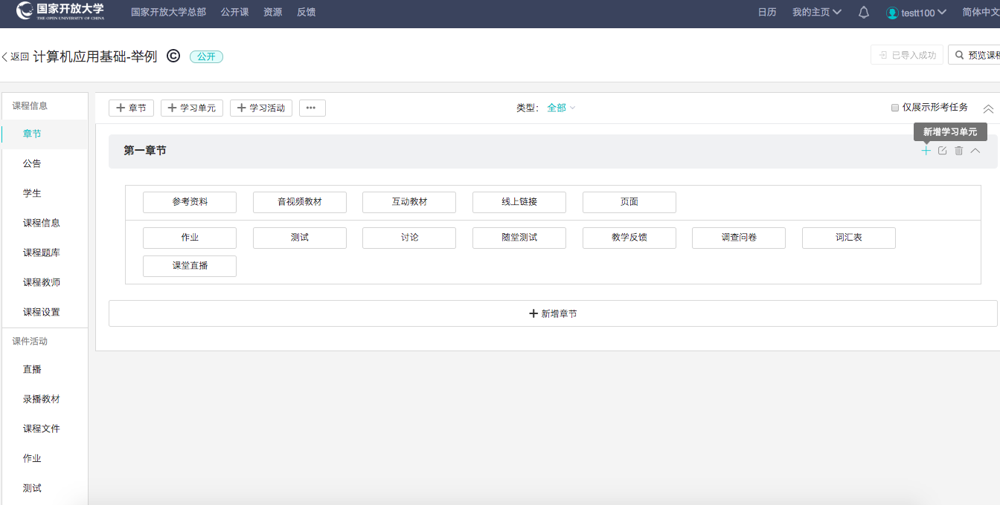 国家开放大学 国家开放大学总部 公开课 资源 反馈 日历 我的主页 testt100 简体中文
THE OPEN UNIVERSITY OF CHINA
返回 计算机应用基础-举例 © 公开 已导入成功 预览课程
课程信息
章节
公告
学生
课程信息
课程题库
课程教师
课程设置
课件活动
直播
录播教材
课程文件
作业
测试
+ 章节 + 学习单元 + 学习活动 ••• 类型: 全部 仅展示形考任务
新增学习单元
第一章节
参考资料 音视频教材 互动教材 线上链接 页面
作业 测试 讨论 随堂测试 教学反馈 调查问卷 词汇表
课堂直播
+ 新增章节